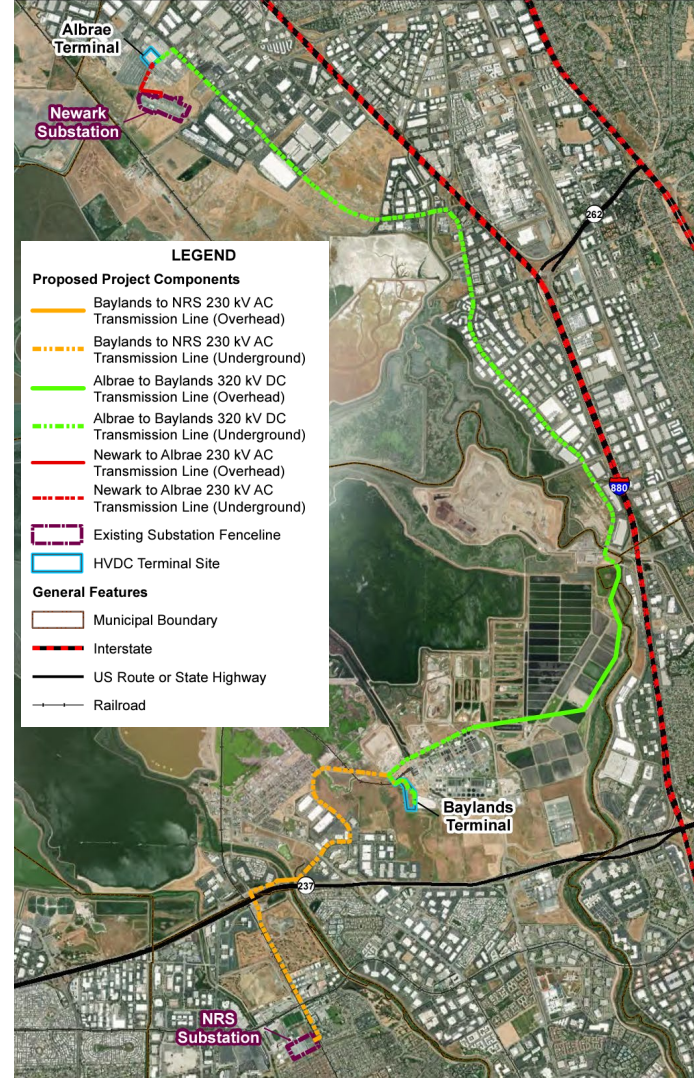 Albrae
Terminal
Newark
Substation
262
LEGEND
Proposed Project Components
Baylands to NRS 230 kV AC
Transmission Line (Overhead)
Baylands to NRS 230 kV AC
Transmission Line (Underground)
Albrae to Baylands 320 kV DC
Transmission Line (Overhead)
Albrae to Baylands 320 kV DC
Transmission Line (Underground)
Newark to Albrae 230 kV AC
Transmission Line (Overhead)
Newark to Albrae 230 kV AC
Transmission Line (Underground)
Existing Substation Fenceline
HVDC Terminal Site
General Features
Municipal Boundary
Interstate
US Route or State Highway
Railroad
880
Baylands
Terminal
237
NRS
Substation